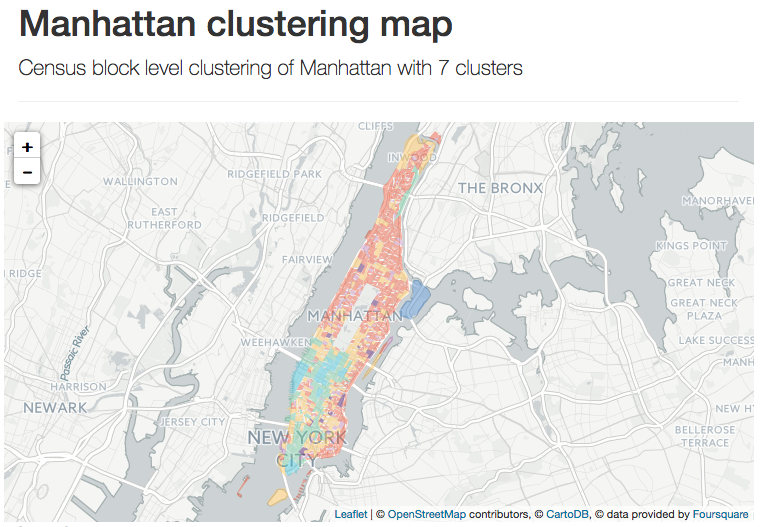 Manhattan clustering map
Census block level clustering of Manhattan with 7 clusters
+
−
CLIFFS
INWOOD
WALLINGTON
RIDGEFIELD PARK
THE BRONX
EAST
RUTHERFORD
RIDGEFIELD
MANORHAVEN
KINGS POINT
FAIRVIEW
RIDGE
GREAT NECK
GREAT NECK
PLAZA
MANHATTAN
WEEHAWKEN
LAKE SUCCESS
Passaic River
MANH
HARRISON
NEWARK
NEW H
JERSEY CITY
BELLEROSE
TERRACE
NEW YORK
CITY
Leaflet | © OpenStreetMap contributors, © CartoDB, © data provided by Foursquare